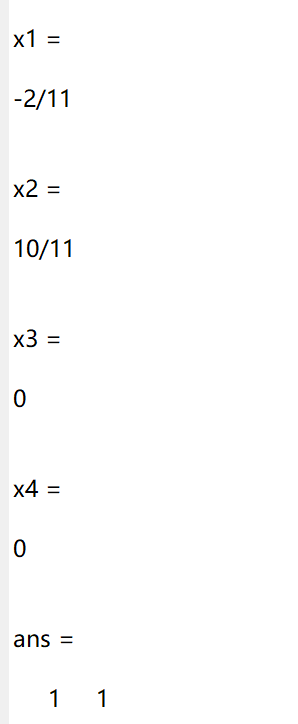 x1 =
-2/11
x2 =
10/11
x3 =
0
x4 =
0
ans =
1 1